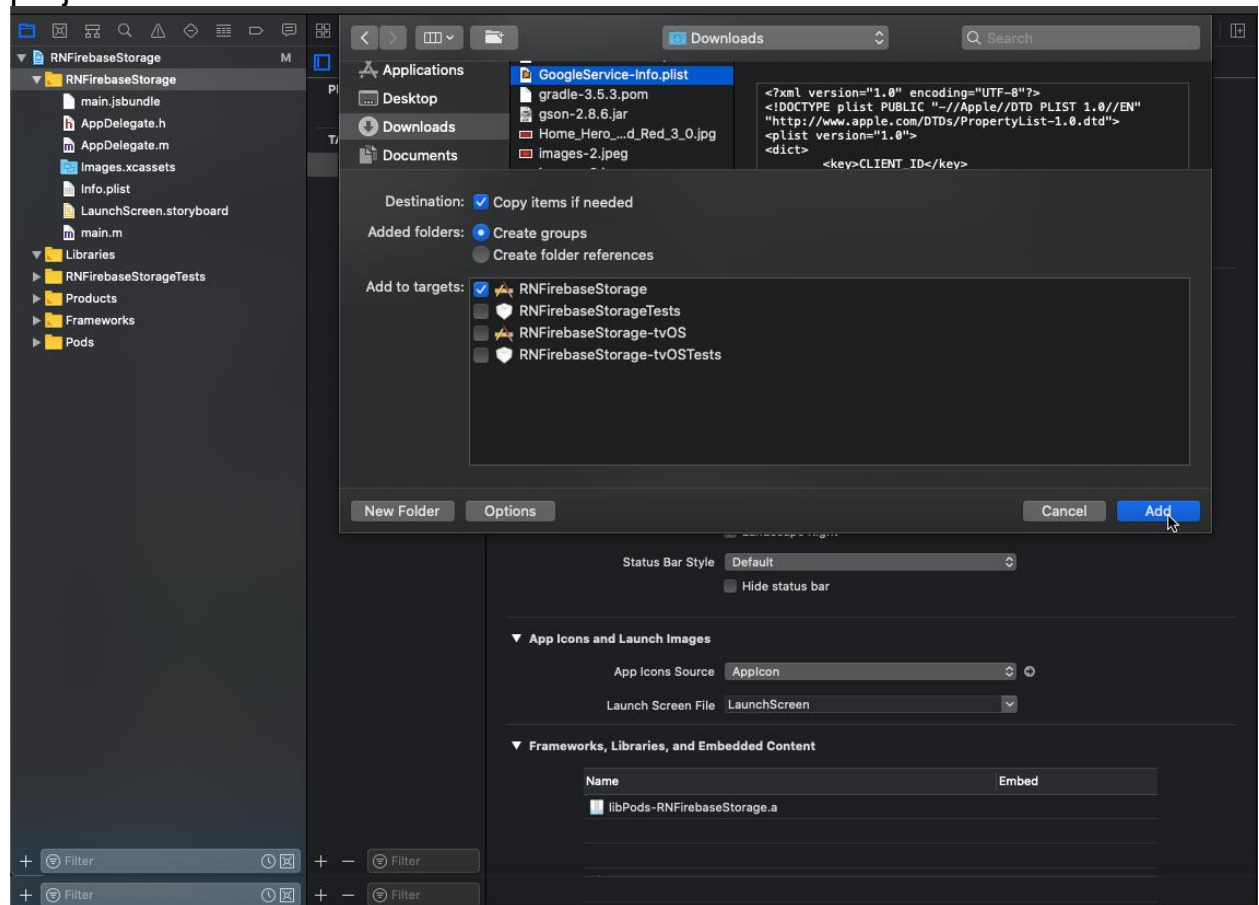 Downloads
Search
RNFirebaseStorage M
RNFirebaseStorage
main.jsbundle
AppDelegate.h
AppDelegate.m
Images.xcassets
Info.plist
LaunchScreen.storyboard
main.m
Libraries
RNFirebaseStorageTests
Products
Frameworks
Pods
Applications
Desktop
Downloads
Documents
GoogleService-Info.plist
gradle-3.5.3.pom
gson-2.8.6.jar
Home_Hero_...d_Red_3_0.jpg
images-2.jpeg
<?xml version="1.0" encoding="UTF-8"?>
<!DOCTYPE plist PUBLIC "-//Apple//DTD PLIST 1.0//EN"
"http://www.apple.com/DTDs/PropertyList-1.0.dtd">
<plist version="1.0">
<dict>
<key>CLIENT_ID</key>
Destination: Copy items if needed
Added folders: Create groups
Create folder references
Add to targets: RNFirebaseStorage
RNFirebaseStorageTests
RNFirebaseStorage-tvOS
RNFirebaseStorage-tvOSTests
New Folder Options Cancel Add
Status Bar Style Default
Hide status bar
App Icons and Launch Images
App Icons Source AppIcon
Launch Screen File LaunchScreen
Frameworks, Libraries, and Embedded Content
Name Embed
libPods-RNFirebaseStorage.a
Filter Filter
Filter Filter